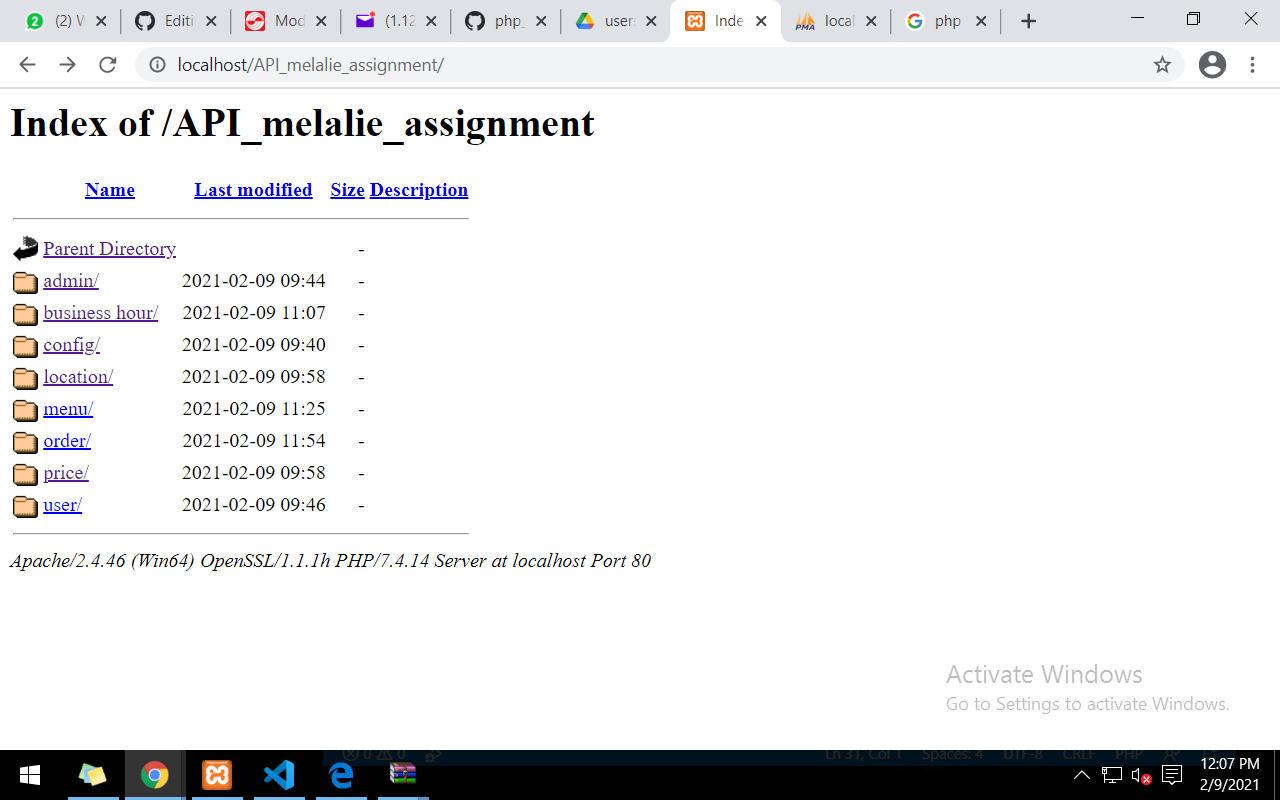 (2) W
Editi
Mod
(1.12
php_
user
Inde
local
php
localhost/API_melalie_assignment/
Index of /API_melalie_assignment
Name Last modified Size Description
Parent Directory -
admin/ 2021-02-09 09:44 -
business hour/ 2021-02-09 11:07 -
config/ 2021-02-09 09:40 -
location/ 2021-02-09 09:58 -
menu/ 2021-02-09 11:25 -
order/ 2021-02-09 11:54 -
price/ 2021-02-09 09:58 -
user/ 2021-02-09 09:46 -
Apache/2.4.46 (Win64) OpenSSL/1.1.1h PHP/7.4.14 Server at localhost Port 80
Activate Windows
Go to Settings to activate Windows.
0 0 Ln 31, Col 1 Spaces: 4 UTF-8 CRLF PHP
12:07 PM
2/9/2021